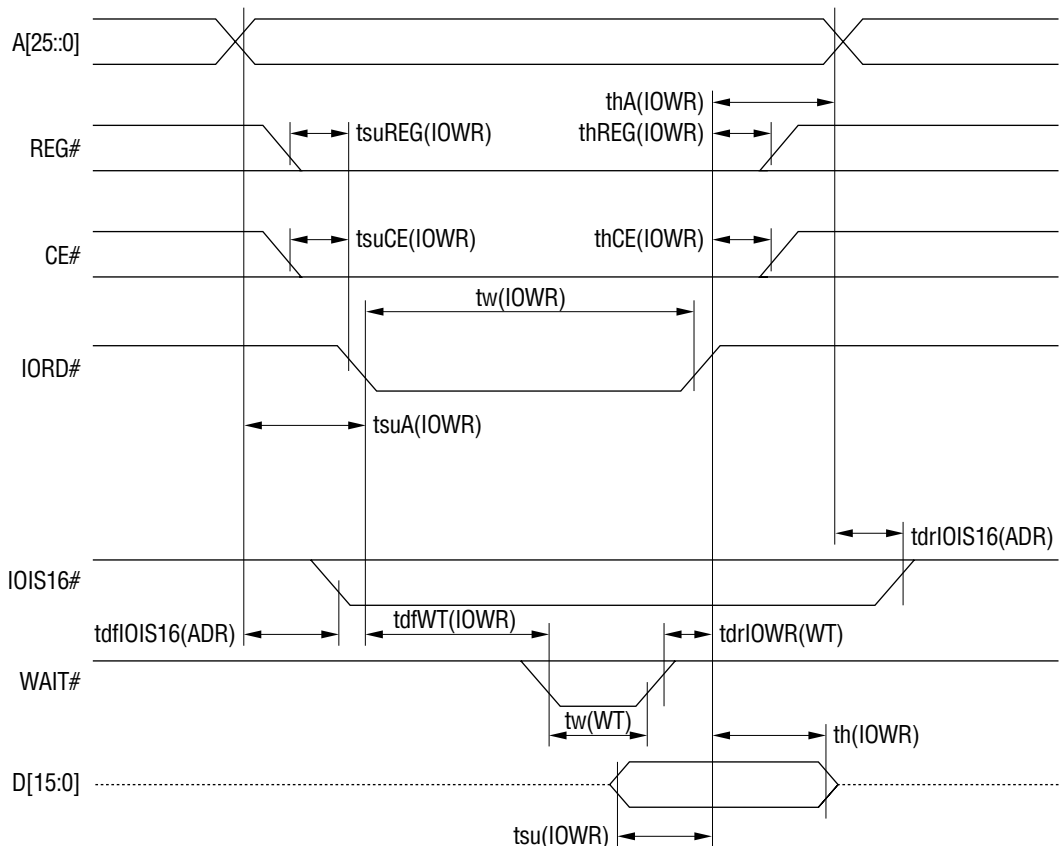 A[25::0]
thA(IOWR)
tsuREG(IOWR)
thREG(IOWR)
REG#
tsuCE(IOWR)
thCE(IOWR)
CE#
tw(IOWR)
IORD#
tsuA(IOWR)
tdrIOIS16(ADR)
IOIS16#
tdfIOIS16(ADR)
tdfWT(IOWR)
tdrIOWR(WT)
WAIT#
tw(WT)
th(IOWR)
D[15:0]
tsu(IOWR)